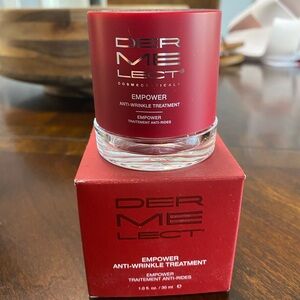 DER
ME
LECT®
COSMECEUTICALS
EMPOWER
ANTI-WRINKLE TREATMENT
EMPOWER
TRAITEMENT ANTI-RIDES
DER
ME
LECT
EMPOWER
ANTI-WRINKLE TREATMENT
EMPOWER
TRAITEMENT ANTI-RIDES
1.0 fl. oz. / 30 ml ℮